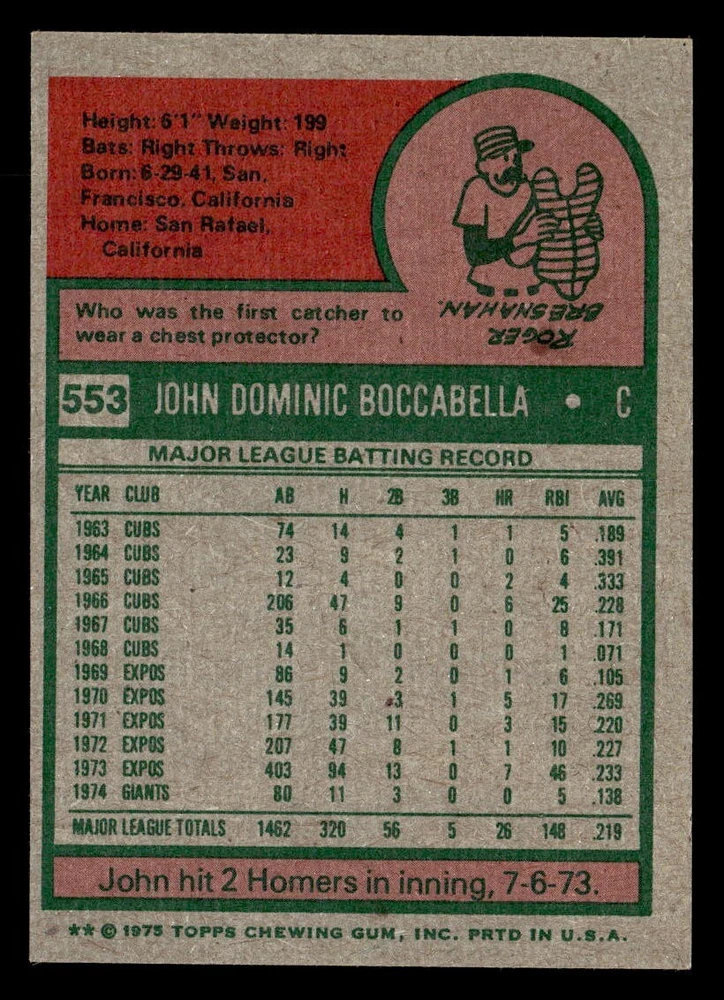 Height: 6'1" Weight: 199
Bats: Right Throws: Right
Born: 6-29-41, San.
Francisco, California
Home: San Rafael,
California
Who was the first catcher to
wear a chest protector?
ROGER
BRESNAHAN.
553 JOHN DOMINIC BOCCABELLA • C
MAJOR LEAGUE BATTING RECORD
YEAR CLUB AB H 2B 3B HR RBI AVG
1963 CUBS 74 14 4 1 1 5 .189
1964 CUBS 23 9 2 1 0 6 .391
1965 CUBS 12 4 0 0 2 4 .333
1966 CUBS 206 47 9 0 6 25 .228
1967 CUBS 35 6 1 1 0 8 .171
1968 CUBS 14 1 0 0 0 1 .071
1969 EXPOS 86 9 2 0 1 6 .105
1970 EXPOS 145 39 3 1 5 17 .269
1971 EXPOS 177 39 11 0 3 15 .220
1972 EXPOS 207 47 8 1 1 10 .227
1973 EXPOS 403 94 13 0 7 46 .233
1974 GIANTS 80 11 3 0 0 5 .138
MAJOR LEAGUE TOTALS 1462 320 56 5 26 148 .219
John hit 2 Homers in inning, 7-6-73.
** © 1975 TOPPS CHEWING GUM, INC. PRTD IN U.S.A.